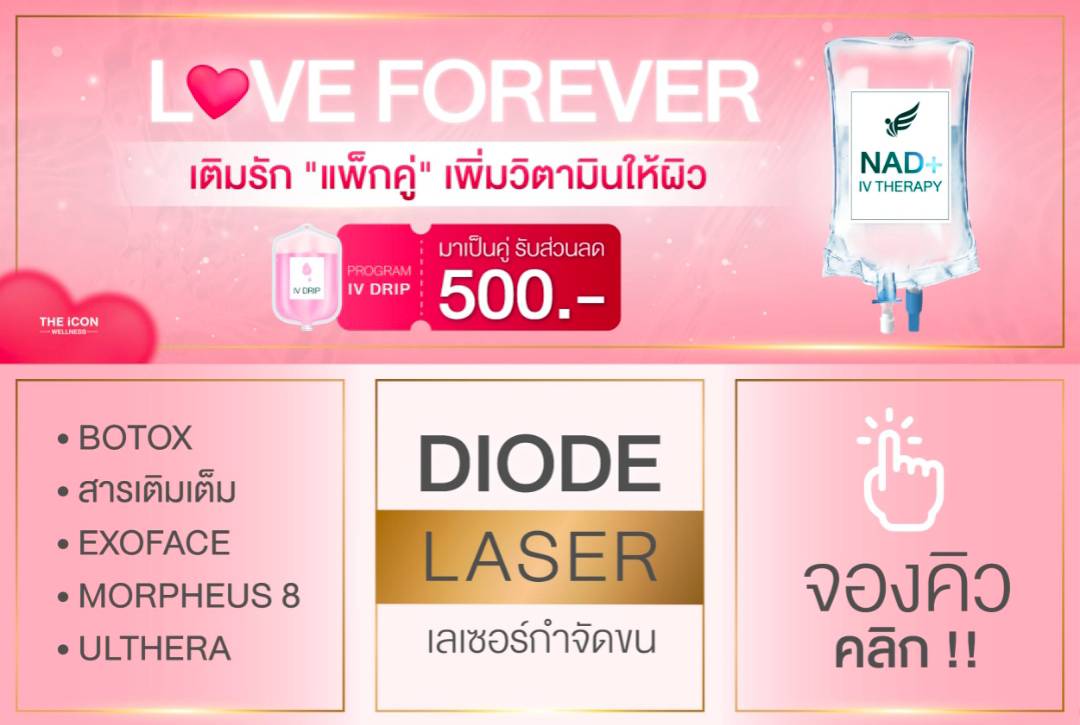 LOVE FOREVER
เติมรัก "แพ็กคู่" เพิ่มวิตามินให้ผิว
IV DRIP
PROGRAM
IV DRIP
มาเป็นคู่ รับส่วนลด
500.-
NAD+
IV THERAPY
THE iCON
WELLNESS
• BOTOX
• สารเติมเต็ม
• EXOFACE
• MORPHEUS 8
• ULTHERA
DIODE
LASER
เลเซอร์กำจัดขน
จองคิว
คลิก !!